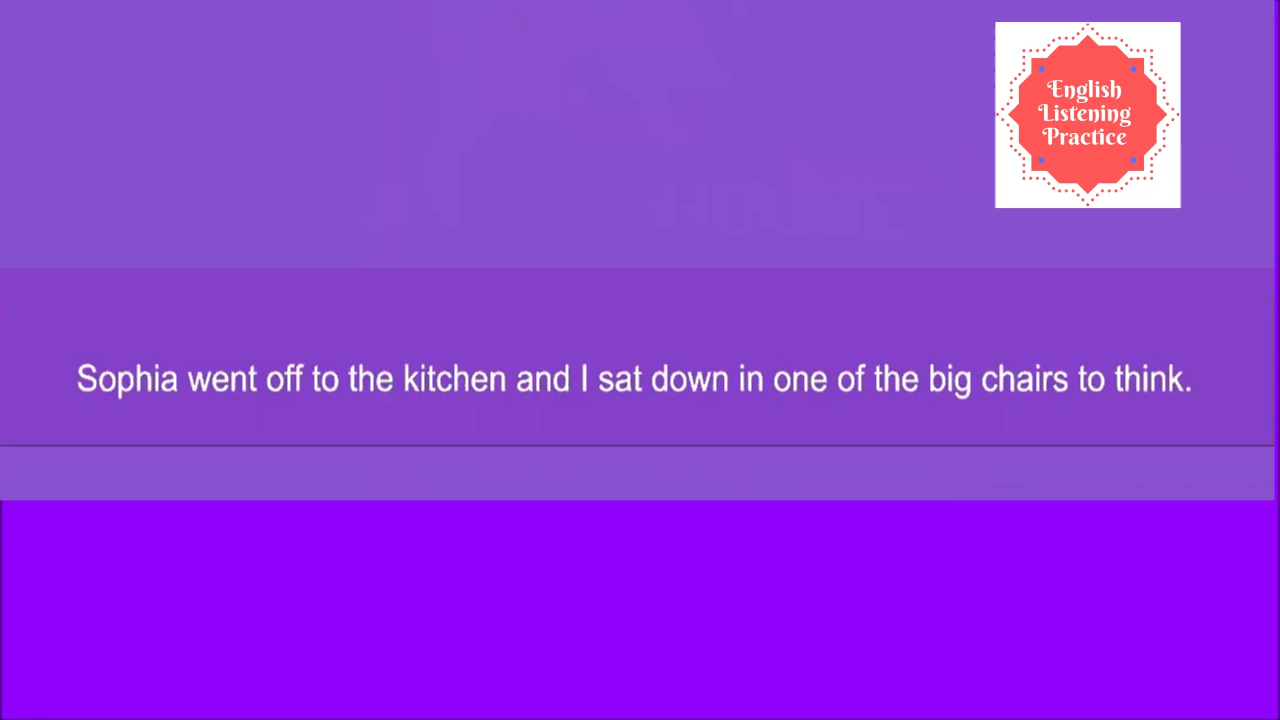 English
Listening
Practice
Sophia went off to the kitchen and I sat down in one of the big chairs to think.